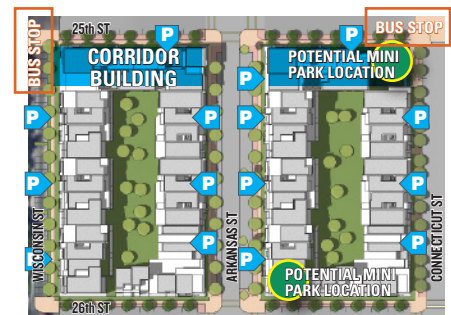 BUS STOP
25th ST
P
P
BUS STOP
CORRIDOR
BUILDING
POTENTIAL MINI
PARK LOCATION
P
P
P
P
P
P
P
P
P
WISCONSIN ST
P
P
ARKANSAS ST
P
P
CONNECTICUT ST
POTENTIAL MINI
PARK LOCATION
26th ST